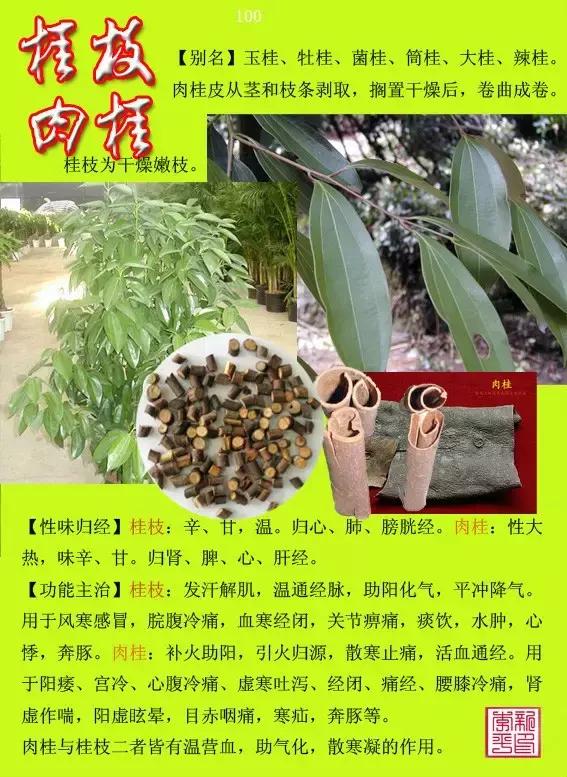 100
桂枝
肉桂
【别名】玉桂、牡桂、菌桂、筒桂、大桂、辣桂。
肉桂皮从茎和枝条剥取，搁置干燥后，卷曲成卷。
桂枝为干燥嫩枝。
肉桂
【性味归经】桂枝：辛、甘，温。归心、肺、膀胱经。肉桂：性大
热，味辛、甘。归肾、脾、心、肝经。
【功能主治】桂枝：发汗解肌，温通经脉，助阳化气，平冲降气。
用于风寒感冒，脘腹冷痛，血寒经闭，关节痹痛，痰饮，水肿，心
悸，奔豚。肉桂：补火助阳，引火归源，散寒止痛，活血通经。用
于阳痿、宫冷、心腹冷痛、虚寒吐泻、经闭、痛经、腰膝冷痛，肾
虚作喘，阳虚眩晕，目赤咽痛，寒疝，奔豚等。
肉桂与桂枝二者皆有温营血，助气化，散寒凝的作用。